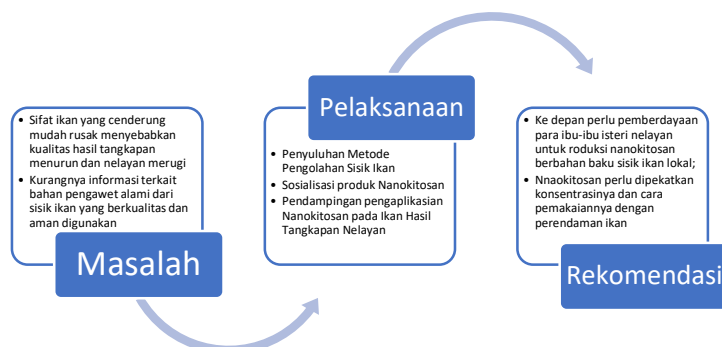 • Sifat ikan yang cenderung
mudah rusak menyebabkan
kualitas hasil tangkapan
menurun dan nelayan merugi
• Kurangnya informasi terkait
bahan pengawet alami dari
sisik ikan yang berkualitas dan
aman digunakan
Masalah
Pelaksanaan
• Penyuluhan Metode
Pengolahan Sisik Ikan
• Sosialisasi produk Nanokitosan
• Pendampingan pengaplikasian
Nanokitosan pada Ikan Hasil
Tangkapan Nelayan
• Ke depan perlu pemberdayaan
para ibu-ibu isteri nelayan
untuk roduksi nanokitosan
berbahan baku sisik ikan lokal;
• Nnaokitosan perlu dipekatkan
konsentrasinya dan cara
pemakaiannya dengan
perendaman ikan
Rekomendasi